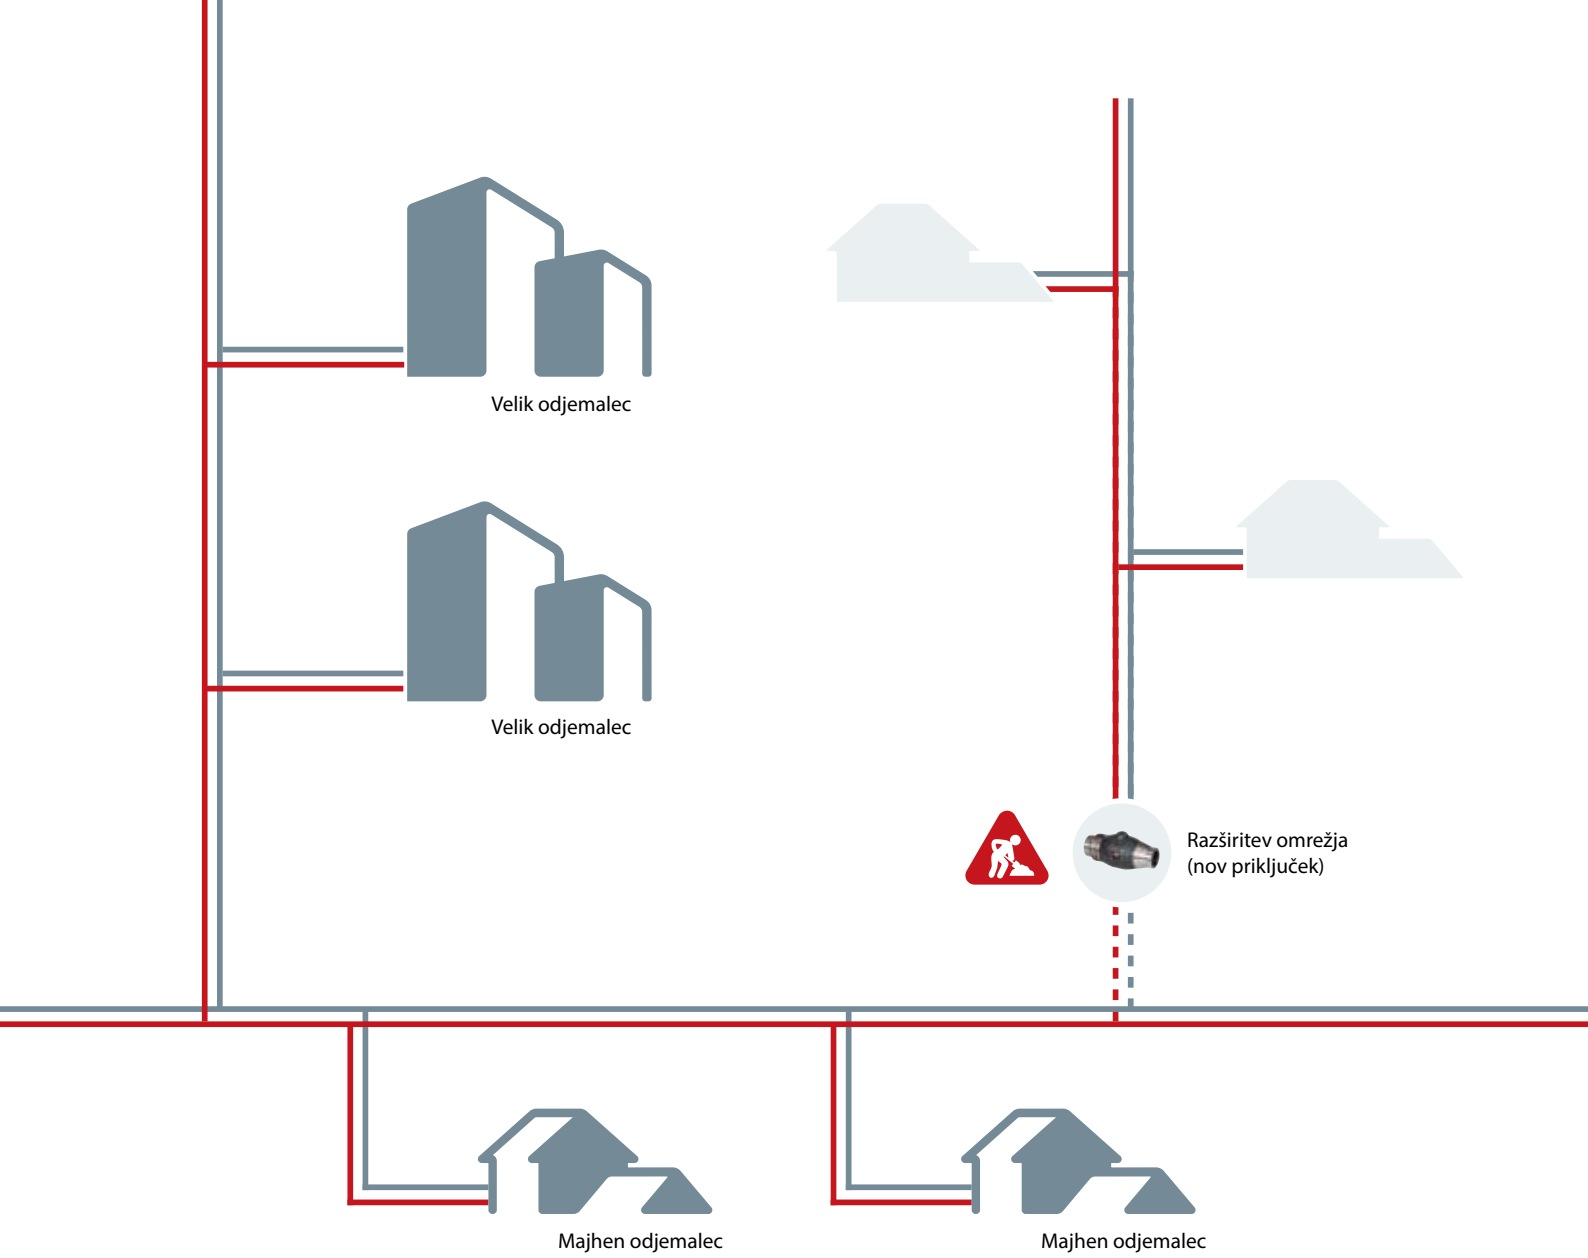 Velik odjemalec
Velik odjemalec
Razširitev omrežja
(nov priključek)
Majhen odjemalec
Majhen odjemalec